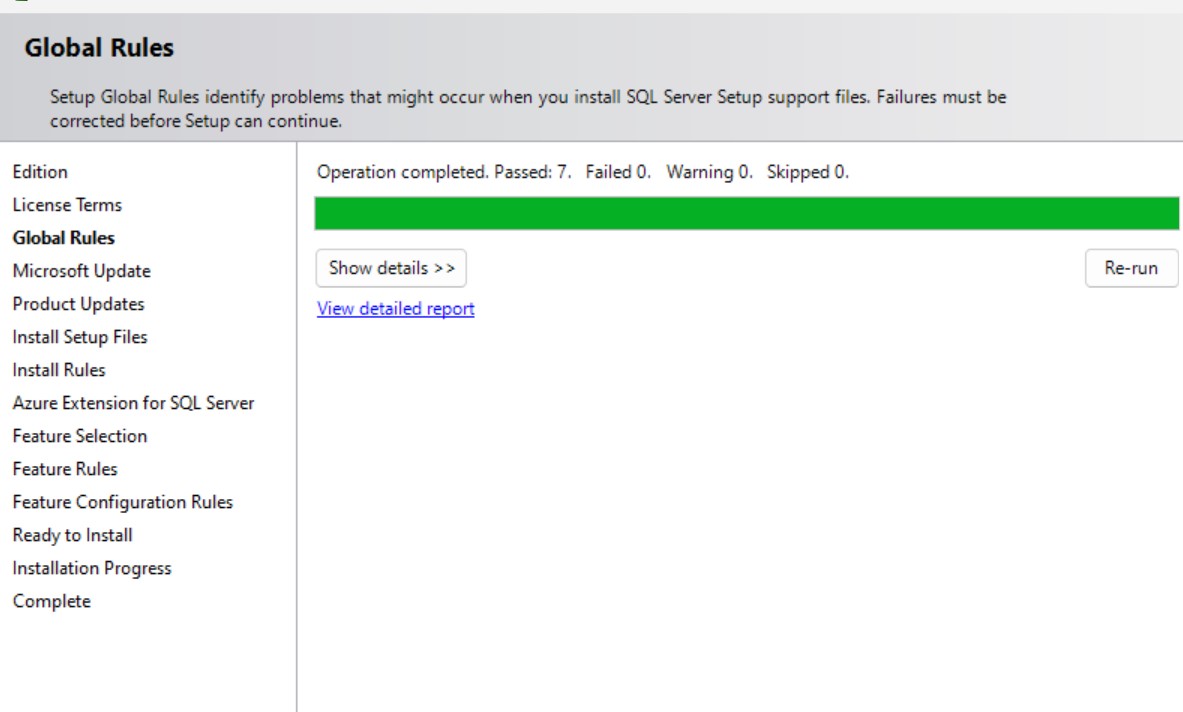 Global Rules
Setup Global Rules identify problems that might occur when you install SQL Server Setup support files. Failures must be
corrected before Setup can continue.
Edition
License Terms
Global Rules
Microsoft Update
Product Updates
Install Setup Files
Install Rules
Azure Extension for SQL Server
Feature Selection
Feature Rules
Feature Configuration Rules
Ready to Install
Installation Progress
Complete
Operation completed. Passed: 7.   Failed 0.   Warning 0.   Skipped 0.
Show details >>
Re-run
View detailed report